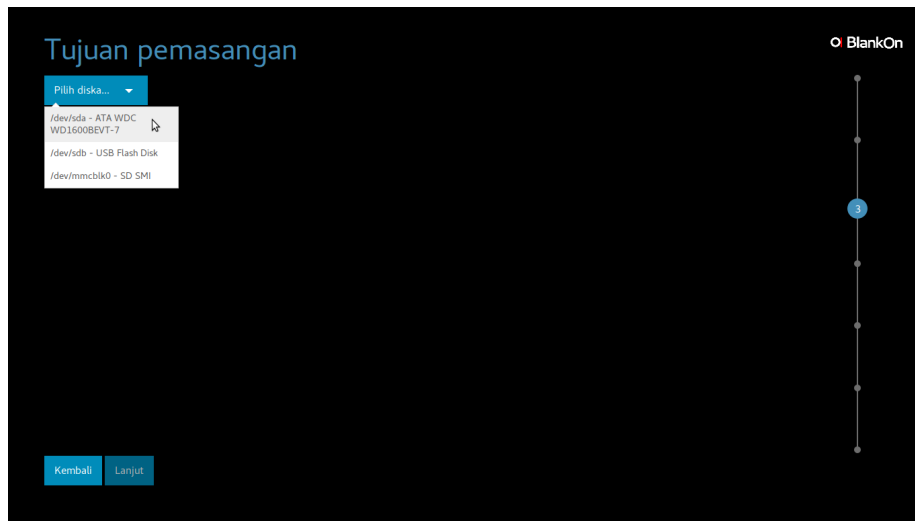 Tujuan pemasangan
BlankOn
Pilih diska...
/dev/sda - ATA WDC
WD1600BEVT-7
/dev/sdb - USB Flash Disk
/dev/mmcblk0 - SD SMI
3
Kembali
Lanjut